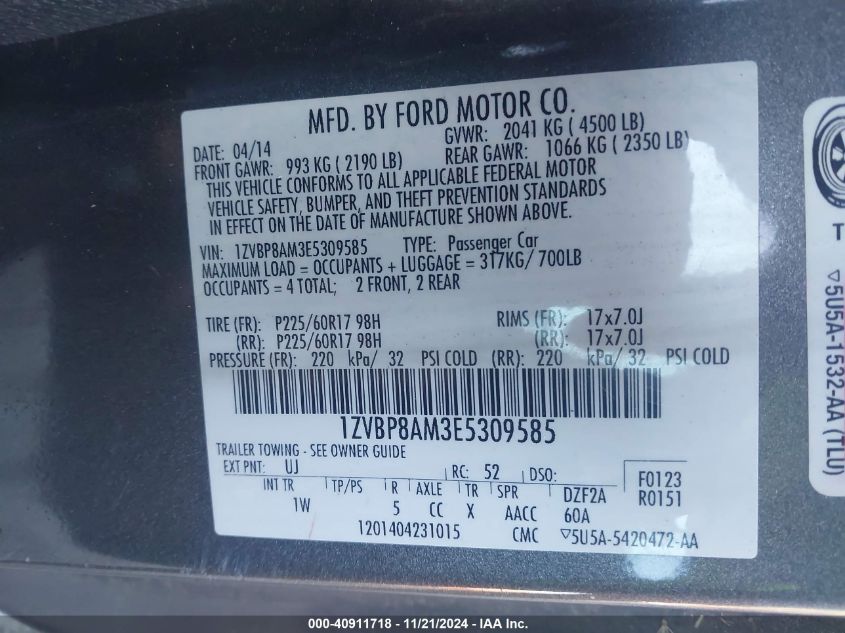 MFD. BY FORD MOTOR CO.
DATE: 04/14 GVWR: 2041 KG ( 4500 LB)
FRONT GAWR: 993 KG ( 2190 LB) REAR GAWR: 1066 KG ( 2350 LB)
THIS VEHICLE CONFORMS TO ALL APPLICABLE FEDERAL MOTOR
VEHICLE SAFETY, BUMPER, AND THEFT PREVENTION STANDARDS
IN EFFECT ON THE DATE OF MANUFACTURE SHOWN ABOVE.
VIN: 1ZVBP8AM3E5309585 TYPE: Passenger Car
MAXIMUM LOAD = OCCUPANTS + LUGGAGE = 317KG/ 700LB
OCCUPANTS = 4 TOTAL; 2 FRONT, 2 REAR
TIRE (FR): P225/60R17 98H RIMS (FR): 17x7.0J
(RR): P225/60R17 98H (RR): 17x7.0J
PRESSURE (FR): 220 kPa/ 32 PSI COLD (RR): 220 kPa/ 32 PSI COLD
1ZVBP8AM3E5309585
TRAILER TOWING - SEE OWNER GUIDE
EXT PNT: UJ RC: 52 DSO: F0123
R0151
INT TR TP/PS R AXLE TR SPR DZF2A
1W 5 CC X AACC 60A
1201404231015 CMC ▽5U5A-5420472-AA
T
▽5U5A-1532-AA (TLU)
000-40911718 - 11/21/2024 - IAAI.com